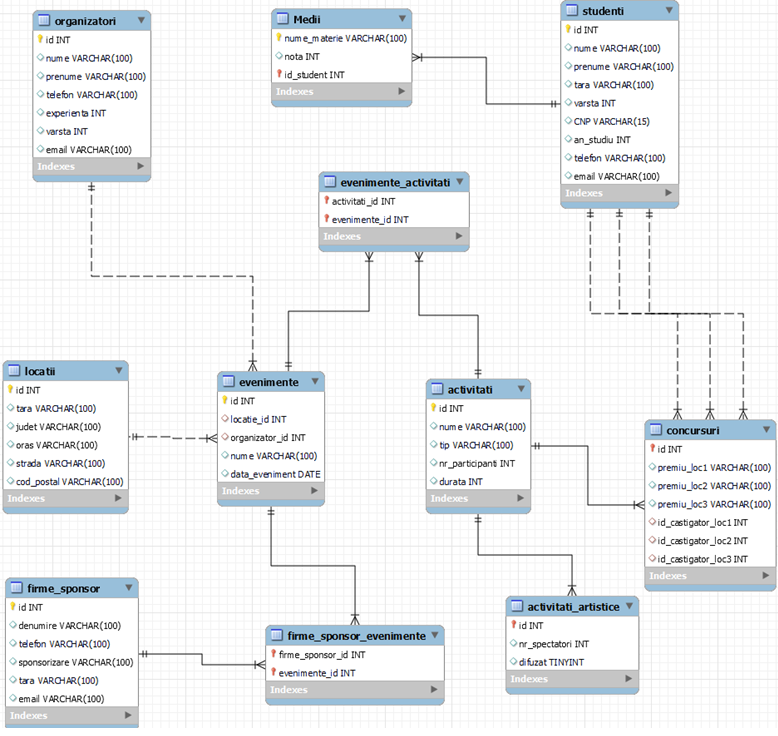 organizatori
id INT
nume VARCHAR(100)
prenume VARCHAR(100)
telefon VARCHAR(100)
experienta INT
varsta INT
email VARCHAR(100)
Indexes
Medii
nume_materie VARCHAR(100)
nota INT
id_student INT
Indexes
studenti
id INT
nume VARCHAR(100)
prenume VARCHAR(100)
tara VARCHAR(100)
varsta INT
CNP VARCHAR(15)
an_studiu INT
telefon VARCHAR(100)
email VARCHAR(100)
Indexes
evenimente_activitati
activitati_id INT
evenimente_id INT
Indexes
locatii
id INT
tara VARCHAR(100)
judet VARCHAR(100)
oras VARCHAR(100)
strada VARCHAR(100)
cod_postal VARCHAR(100)
Indexes
evenimente
id INT
locatie_id INT
organizator_id INT
nume VARCHAR(100)
data_eveniment DATE
Indexes
activitati
id INT
nume VARCHAR(100)
tip VARCHAR(100)
nr_participanti INT
durata INT
Indexes
concursuri
id INT
premiu_loc1 VARCHAR(100)
premiu_loc2 VARCHAR(100)
premiu_loc3 VARCHAR(100)
id_castigator_loc1 INT
id_castigator_loc2 INT
id_castigator_loc3 INT
Indexes
firme_sponsor
id INT
denumire VARCHAR(100)
telefon VARCHAR(100)
sponsorizare VARCHAR(100)
tara VARCHAR(100)
email VARCHAR(100)
Indexes
firme_sponsor_evenimente
firme_sponsor_id INT
evenimente_id INT
Indexes
activitati_artistice
id INT
nr_spectatori INT
difuzat TINYINT
Indexes